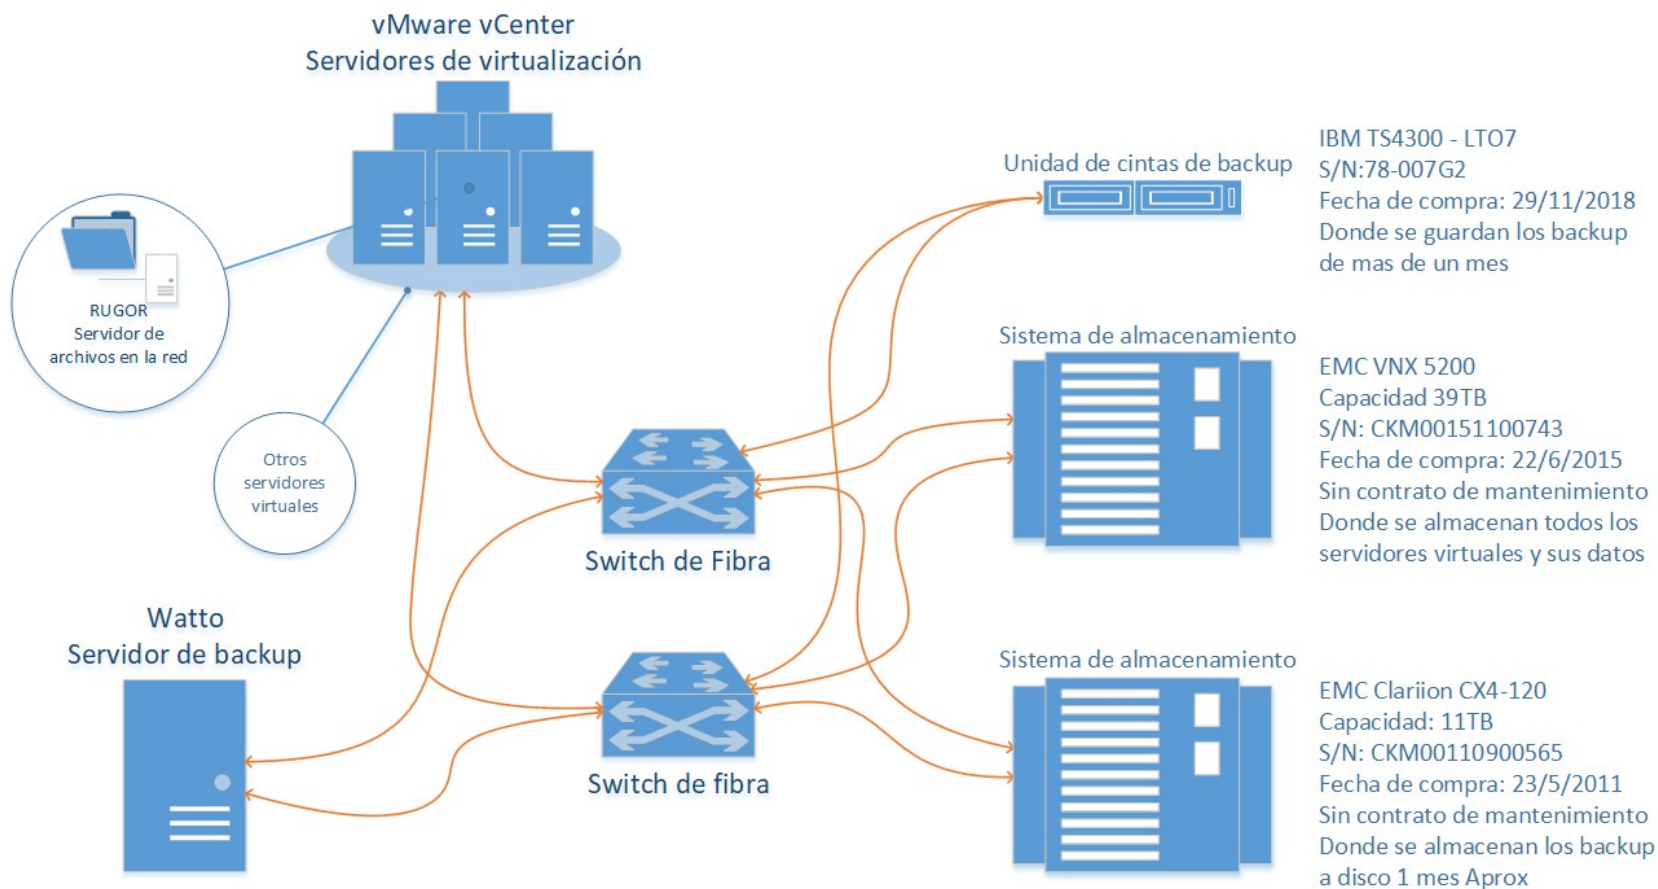 vMware vCenter
Servidores de virtualización
RUGOR
Servidor de
archivos en la red
Otros
servidores
virtuales
Watto
Servidor de backup
Switch de Fibra
Switch de fibra
Unidad de cintas de backup
IBM TS4300 - LTO7
S/N:78-007G2
Fecha de compra: 29/11/2018
Donde se guardan los backup
de mas de un mes
Sistema de almacenamiento
EMC VNX 5200
Capacidad 39TB
S/N: CKM00151100743
Fecha de compra: 22/6/2015
Sin contrato de mantenimiento
Donde se almacenan todos los
servidores virtuales y sus datos
Sistema de almacenamiento
EMC Clariion CX4-120
Capacidad: 11TB
S/N: CKM00110900565
Fecha de compra: 23/5/2011
Sin contrato de mantenimiento
Donde se almacenan los backup
a disco 1 mes Aprox